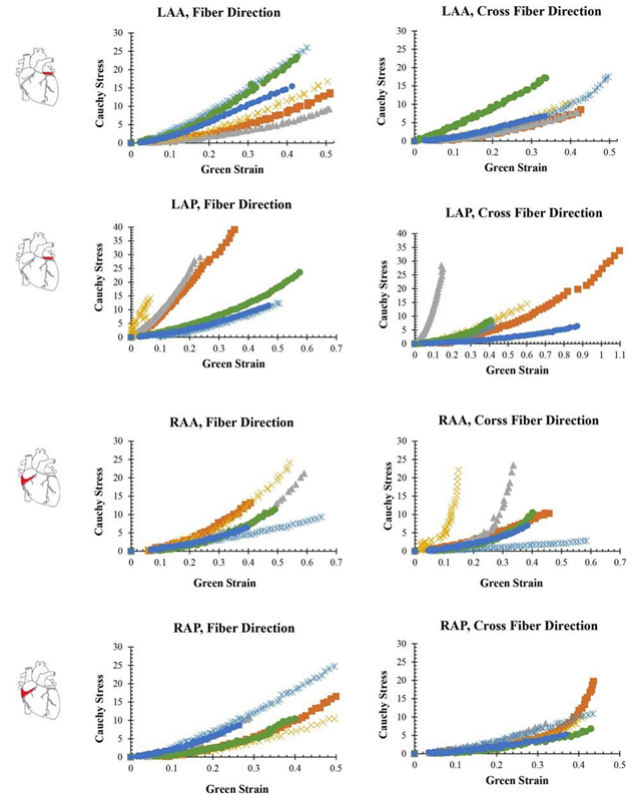 LAA, Fiber Direction
30
25
20
15
10
5
0
Cauchy Stress
0 0.1 0.2 0.3 0.4 0.5
Green Strain
LAA, Cross Fiber Direction
30
25
20
15
10
5
0
Cauchy Stress
0 0.1 0.2 0.3 0.4 0.5
Green Strain
LAP, Fiber Direction
40
35
30
25
20
15
10
5
0
Cauchy Stress
0 0.1 0.2 0.3 0.4 0.5 0.6 0.7
Green Strain
LAP, Cross Fiber Direction
40
35
30
25
20
15
10
5
0
Cauchy Stress
0 0.1 0.2 0.3 0.4 0.5 0.6 0.7 0.8 0.9 1 1.1
Green Strain
RAA, Fiber Direction
30
25
20
15
10
5
0
Cauchy Stress
0 0.1 0.2 0.3 0.4 0.5 0.6 0.7
Green Strain
RAA, Corss Fiber Direction
30
25
20
15
10
5
0
Cauchy Stress
0 0.1 0.2 0.3 0.4 0.5 0.6 0.7
Green Strain
RAP, Fiber Direction
30
25
20
15
10
5
0
Cauchy Stress
0 0.1 0.2 0.3 0.4 0.5
Green Strain
RAP, Cross Fiber Direction
30
25
20
15
10
5
0
Cauchy Stress
0 0.1 0.2 0.3 0.4 0.5
Green Strain